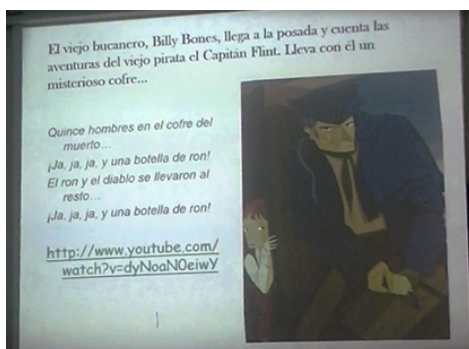 El viejo bucanero, Billy Bones, llega a la posada y cuenta las
aventuras del viejo pirata el Capitán Flint. Lleva con él un
misterioso cofre...
Quince hombres en el cofre del
muerto...
¡Ja, ja, ja, y una botella de ron!
El ron y el diablo se llevaron al
resto...
¡Ja, ja, ja, y una botella de ron!
http://www.youtube.com/
watch?v=dyNoaN0eiwY